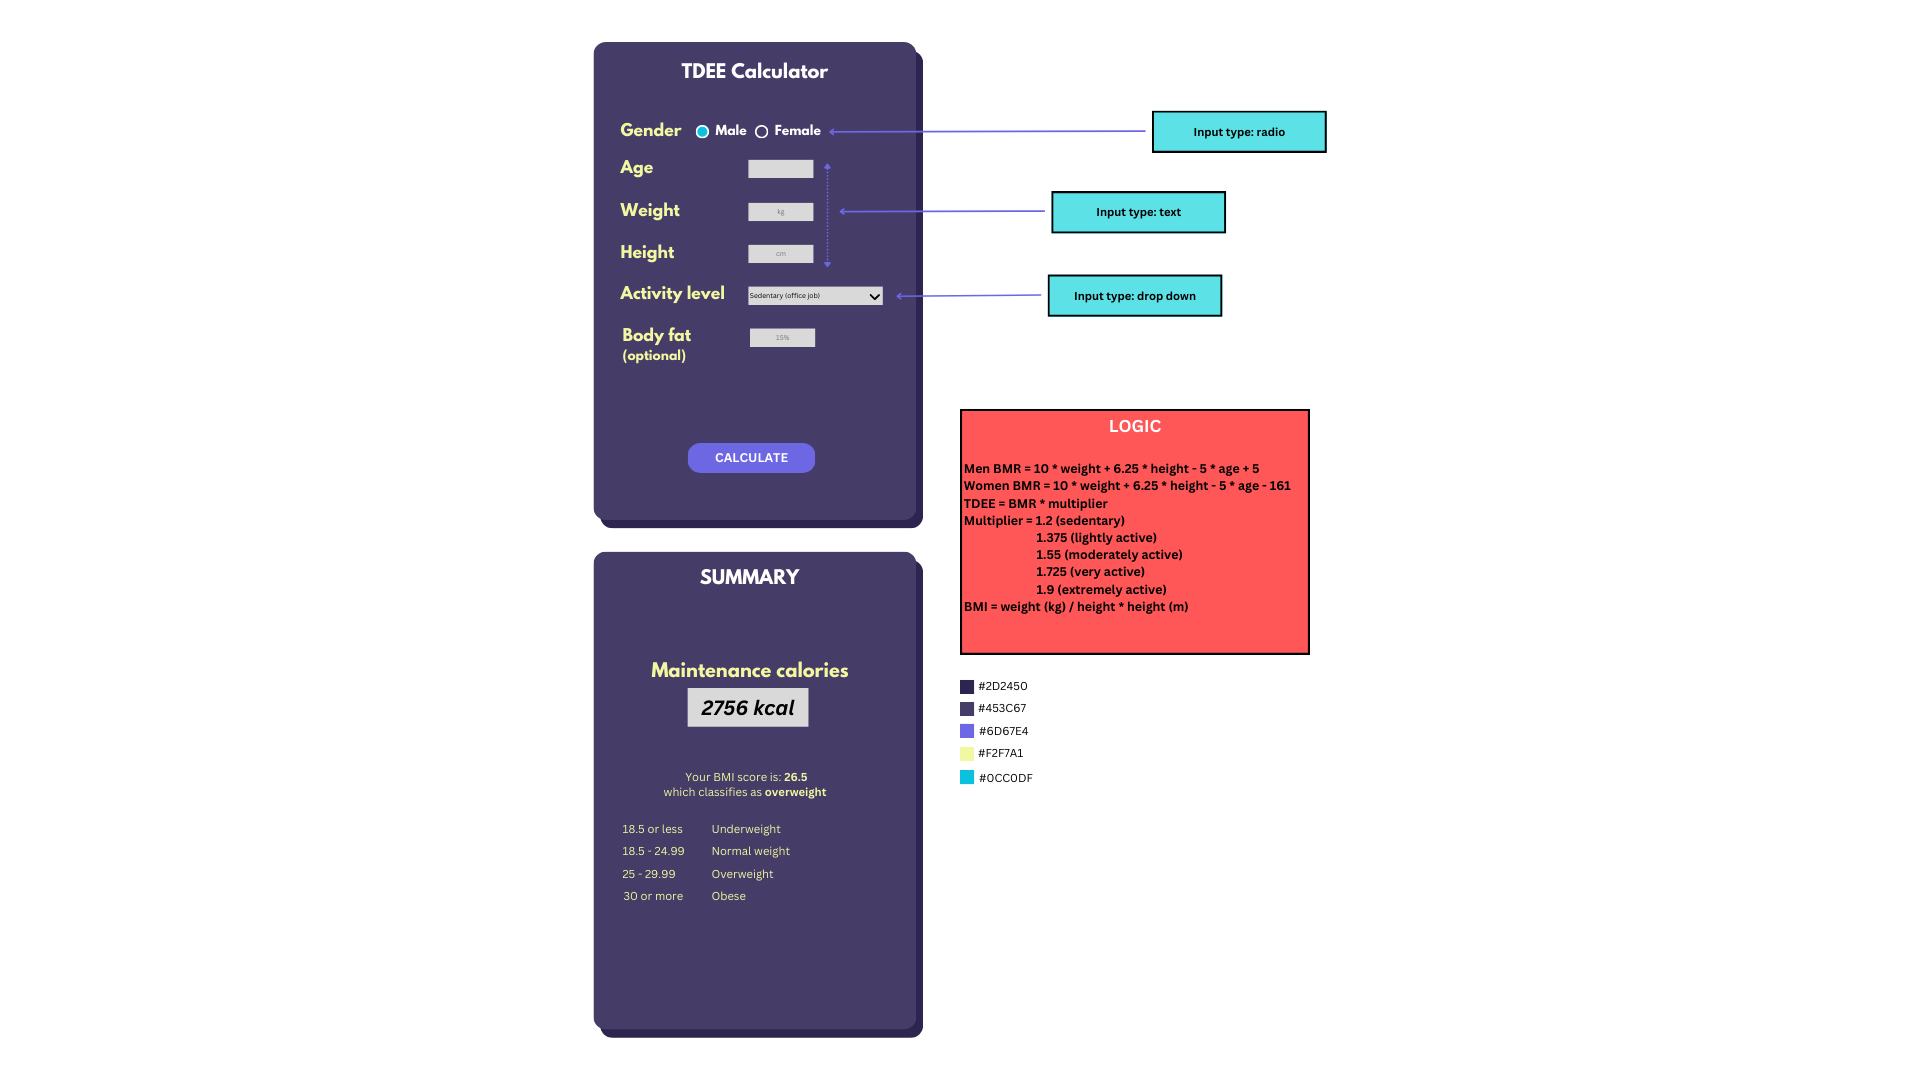 TDEE Calculator
Gender Male Female
Input type: radio
Age
Weight kg
Input type: text
Height cm
Activity level Sedentary (office job)
Input type: drop down
Body fat 15%
(optional)
CALCULATE
LOGIC
Men BMR = 10 * weight + 6.25 * height - 5 * age + 5
Women BMR = 10 * weight + 6.25 * height - 5 * age - 161
TDEE = BMR * multiplier
Multiplier = 1.2 (sedentary)
1.375 (lightly active)
1.55 (moderately active)
1.725 (very active)
1.9 (extremely active)
BMI = weight (kg) / height * height (m)
#2D2450
#453C67
#6D67E4
#F2F7A1
#0CC0DF
SUMMARY
Maintenance calories
2756 kcal
Your BMI score is: 26.5
which classifies as overweight
18.5 or less Underweight
18.5 - 24.99 Normal weight
25 - 29.99 Overweight
30 or more Obese